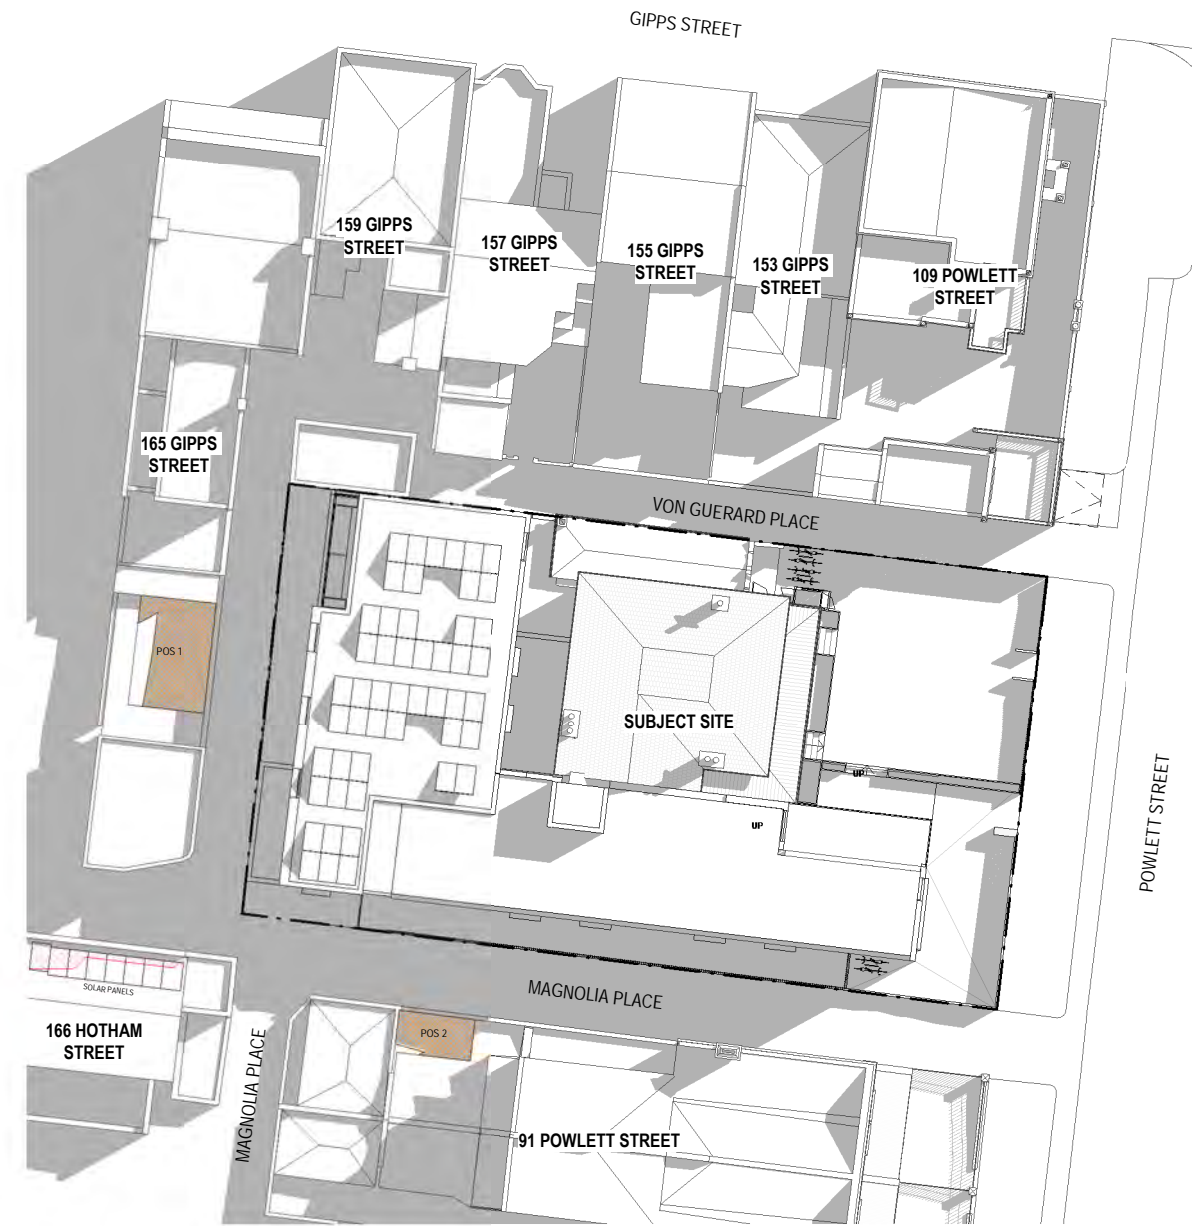 GIPPS STREET
159 GIPPS
STREET
157 GIPPS
STREET
155 GIPPS
STREET
153 GIPPS
STREET
109 POWLETT
STREET
165 GIPPS
STREET
VON GUERARD PLACE
POS 1
SUBJECT SITE
UP
UP
POWLETT STREET
SOLAR PANELS
MAGNOLIA PLACE
166 HOTHAM
STREET
POS 2
MAGNOLIA PLACE
91 POWLETT STREET